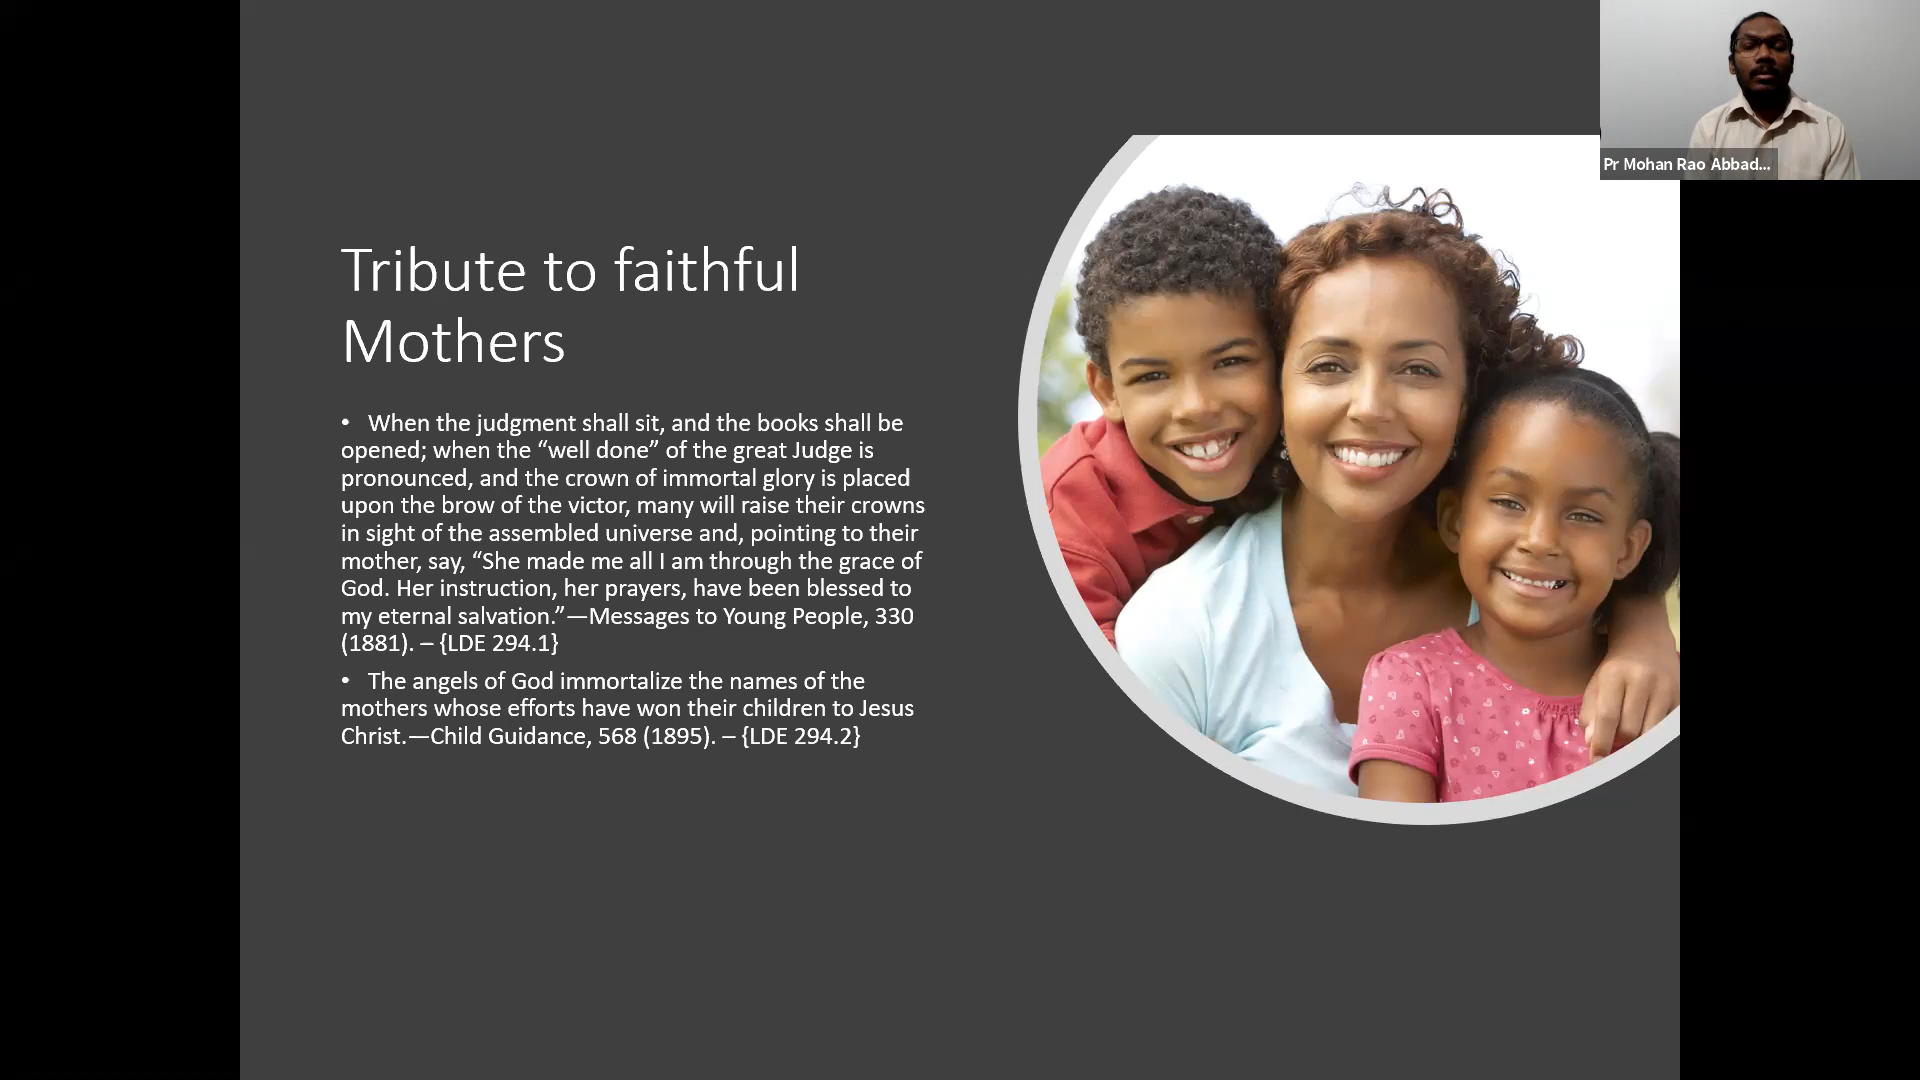 Pr Mohan Rao Abbad...
Tribute to faithful
Mothers
• When the judgment shall sit, and the books shall be
opened; when the “well done” of the great Judge is
pronounced, and the crown of immortal glory is placed
upon the brow of the victor, many will raise their crowns
in sight of the assembled universe and, pointing to their
mother, say, “She made me all I am through the grace of
God. Her instruction, her prayers, have been blessed to
my eternal salvation.”—Messages to Young People, 330
(1881). – {LDE 294.1}
• The angels of God immortalize the names of the
mothers whose efforts have won their children to Jesus
Christ.—Child Guidance, 568 (1895). – {LDE 294.2}